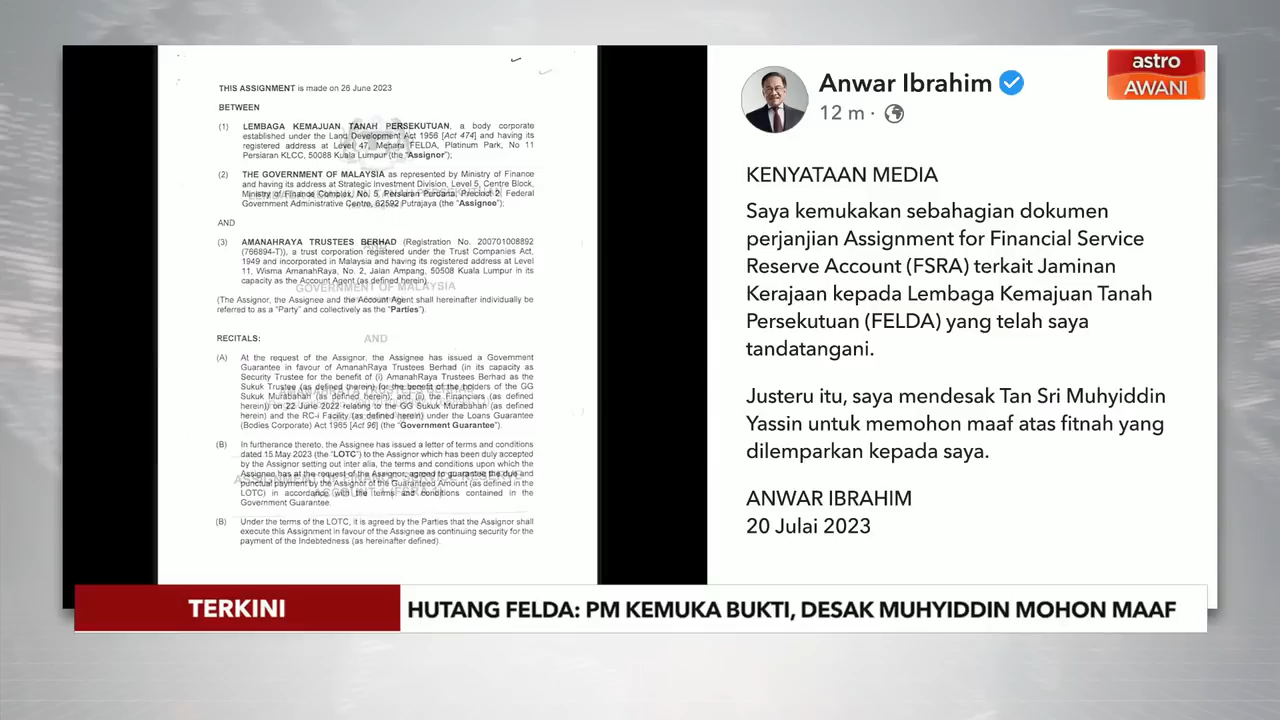 THIS ASSIGNMENT is made on 26 June 2023
BETWEEN
(1) LEMBAGA KEMAJUAN TANAH PERSEKUTUAN, a body corporate
established under the Land Development Act 1956 [Act 474] and having its
registered address at Level 47, Menara FELDA, Platinum Park, No 11
Persiaran KLCC, 50088 Kuala Lumpur (the "Assignor");
(2) THE GOVERNMENT OF MALAYSIA as represented by Ministry of Finance
and having its address at Strategic Investment Division, Level 5, Centre Block,
Ministry of Finance Complex, No. 5, Persiaran Perdana, Precinct 2, Federal
Government Administrative Centre, 62592 Putrajaya (the "Assignee");
AND
(3) AMANAHRAYA TRUSTEES BERHAD (Registration No. 200701008892
(766894-T)), a trust corporation registered under the Trust Companies Act,
1949 and incorporated in Malaysia and having its registered address at Level
11, Wisma AmanahRaya, No. 2, Jalan Ampang, 50508 Kuala Lumpur in its
capacity as the Account Agent (as defined herein).
GOVERNMENT OF MALAYSIA
(The Assignor, the Assignee and the Account Agent shall hereinafter individually be
referred to as a "Party" and collectively as the "Parties").
RECITALS:
AND
(A) At the request of the Assignor, the Assignee has issued a Government
Guarantee in favour of AmanahRaya Trustees Berhad (in its capacity as
Security Trustee for the benefit of (i) AmanahRaya Trustees Berhad as the
Sukuk Trustee (as defined herein) for the benefit of the holders of the GG
Sukuk Murabahah (as defined herein), and (ii) the Financiers (as defined
herein)) on 22 June 2022 relating to the GG Sukuk Murabahah (as defined
herein) and the RC-i Facility (as defined herein) under the Loans Guarantee
(Bodies Corporate) Act 1965 [Act 96] (the "Government Guarantee").
(B) In furtherance thereto, the Assignee has issued a letter of terms and conditions
dated 15 May 2023 (the "LOTC") to the Assignor which has been duly accepted
by the Assignor setting out inter alia, the terms and conditions upon which the
Assignee has at the request of the Assignor, agreed to guarantee the due and
punctual payment by the Assignor of the Guaranteed Amount (as defined in the
LOTC) in accordance with the terms and conditions contained in the
Government Guarantee.
(B) Under the terms of the LOTC, it is agreed by the Parties that the Assignor shall
execute this Assignment in favour of the Assignee as continuing security for the
payment of the Indebtedness (as hereinafter defined).
astro
AWANI
Anwar Ibrahim
12 m ·
KENYATAAN MEDIA
Saya kemukakan sebahagian dokumen
perjanjian Assignment for Financial Service
Reserve Account (FSRA) terkait Jaminan
Kerajaan kepada Lembaga Kemajuan Tanah
Persekutuan (FELDA) yang telah saya
tandatangani.
Justeru itu, saya mendesak Tan Sri Muhyiddin
Yassin untuk memohon maaf atas fitnah yang
dilemparkan kepada saya.
ANWAR IBRAHIM
20 Julai 2023
TERKINI
HUTANG FELDA: PM KEMUKA BUKTI, DESAK MUHYIDDIN MOHON MAAF